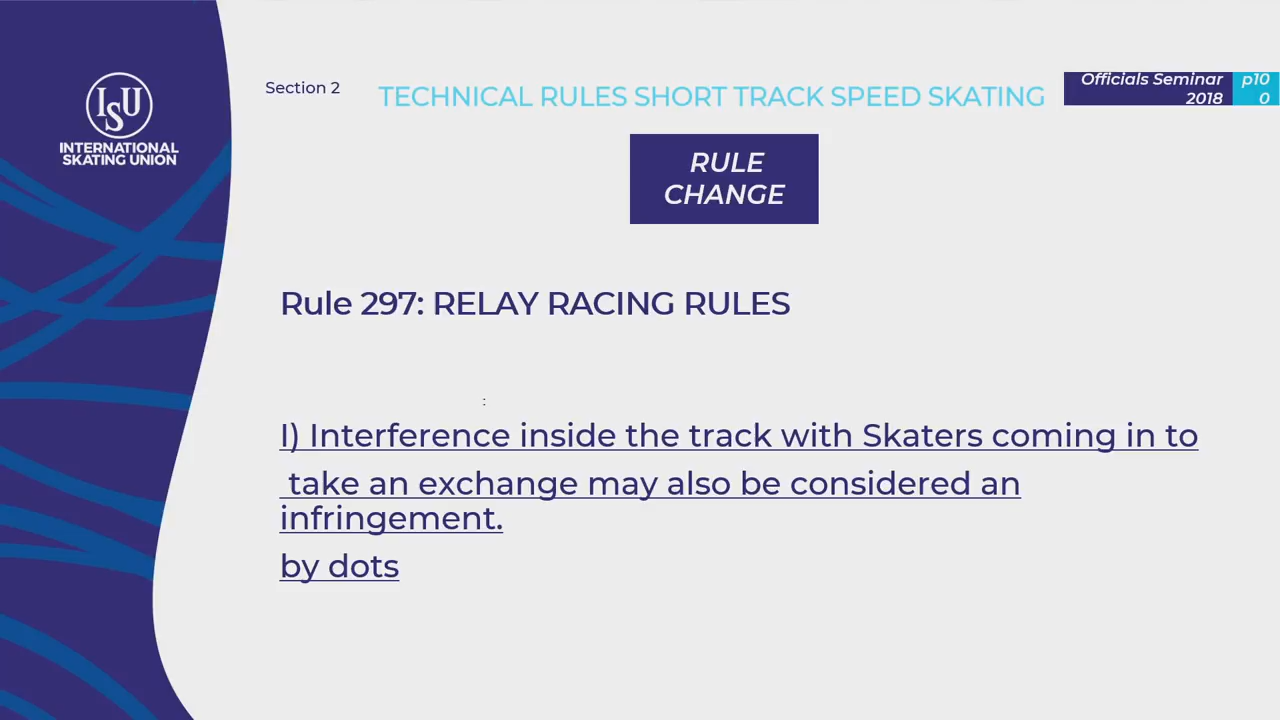 ISU
INTERNATIONAL
SKATING UNION
Section 2
TECHNICAL RULES SHORT TRACK SPEED SKATING
Officials Seminar
2018
p10
0
RULE
CHANGE
Rule 297: RELAY RACING RULES
:
I) Interference inside the track with Skaters coming in to
take an exchange may also be considered an
infringement.
by dots